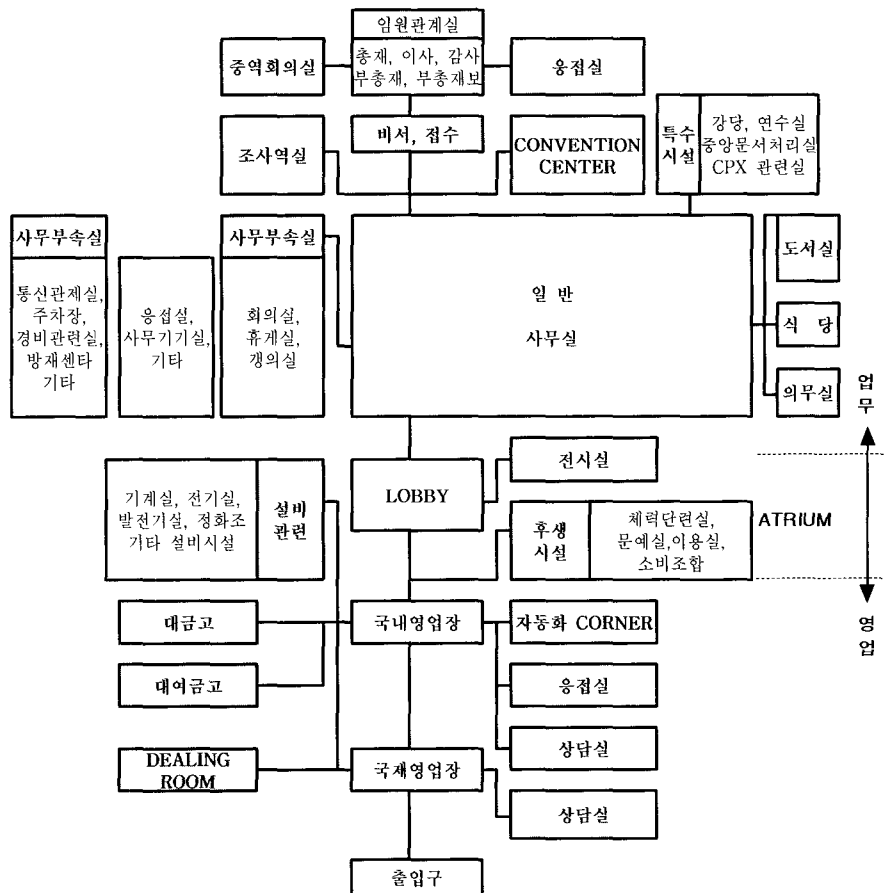 임원관계실
총재, 이사, 감사
부총재, 부총재보
중역회의실
응접실
비서, 접수
조사역실
CONVENTION
CENTER
특수
시설
강당, 연수실
중앙문서처리실
CPX 관련실
사무부속실
통신관제실,
주차장,
경비관련실,
방재센타
기타
응접실,
사무기기실,
기타
사무부속실
회의실,
휴게실,
갱의실
일 반
사무실
도서실
식 당
의무실
업
무
LOBBY
전시실
기계실, 전기실,
발전기실, 정화조
기타 설비시설
설비
관련
후생
시설
체력단련실,
문예실,이용실,
소비조합
ATRIUM
영
업
대금고
국내영업장
자동화 CORNER
대여금고
응접실
상담실
DEALING
ROOM
국재영업장
상담실
출입구